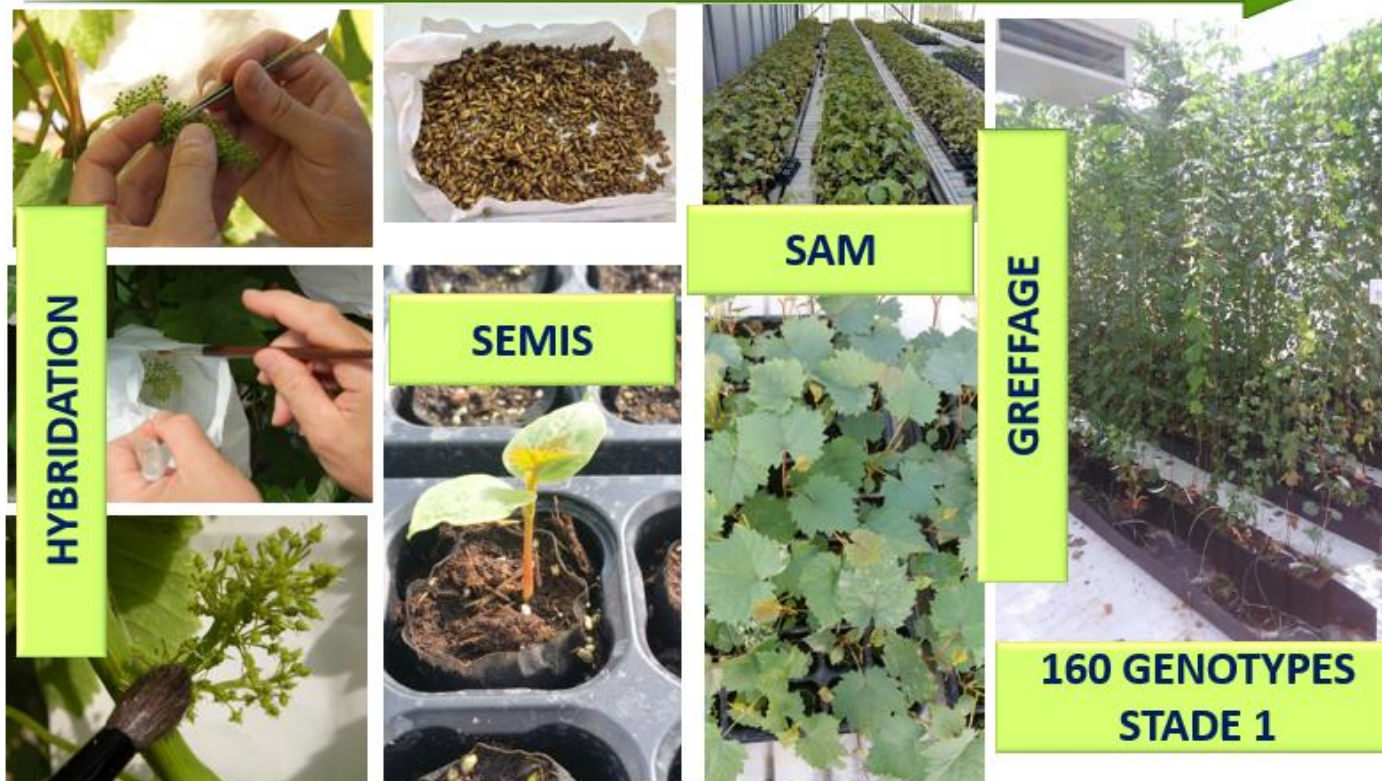 HYBRIDATION
SEMIS
SAM
GREFFAGE
160 GENOTYPES
STADE 1